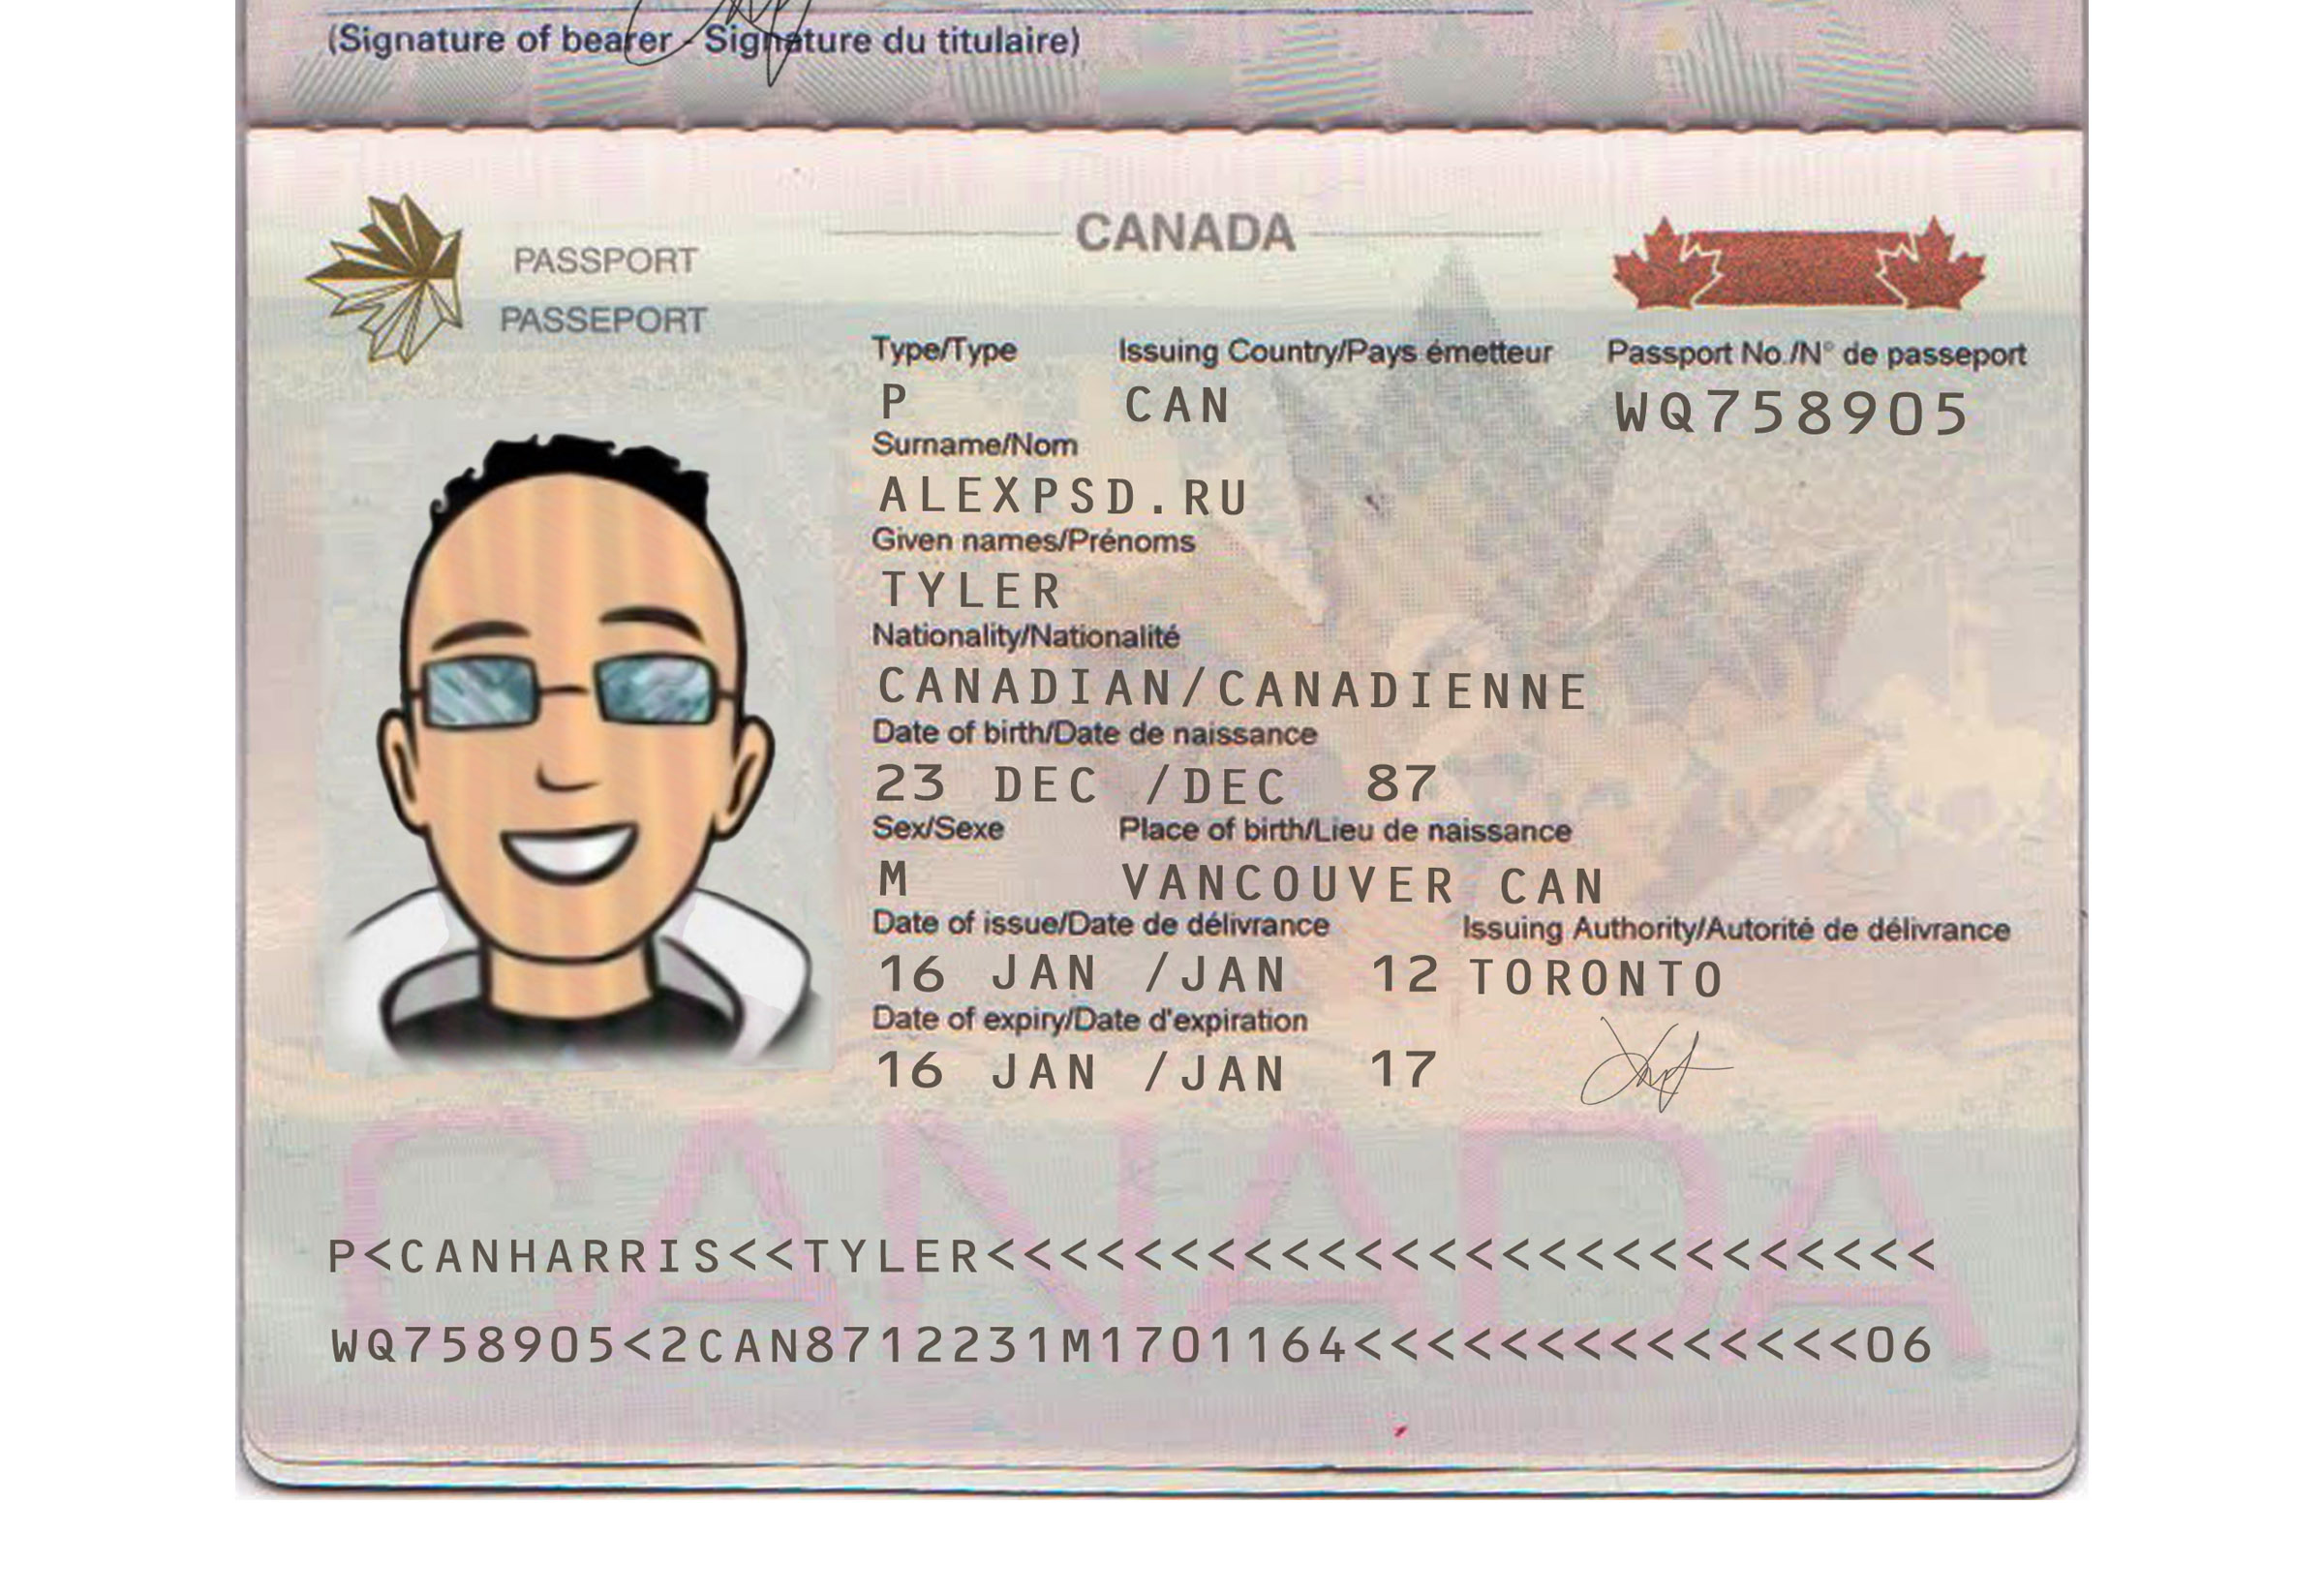 (Signature of bearer - Signature du titulaire)
CANADA
PASSPORT
PASSEPORT
Type/Type Issuing Country/Pays émetteur Passport No./N° de passeport
P CAN WQ758905
Surname/Nom
ALEXPSD.RU
Given names/Prénoms
TYLER
Nationality/Nationalité
CANADIAN/CANADIENNE
Date of birth/Date de naissance
23 DEC /DEC 87
Sex/Sexe Place of birth/Lieu de naissance
M VANCOUVER CAN
Date of issue/Date de délivrance Issuing Authority/Autorité de délivrance
16 JAN /JAN 12 TORONTO
Date of expiry/Date d'expiration
16 JAN /JAN 17
CANADA
P<CANHARRIS<<TYLER<<<<<<<<<<<<<<<<<<<<<<<<<<
WQ758905<2CAN8712231M1701164<<<<<<<<<<<<<<06